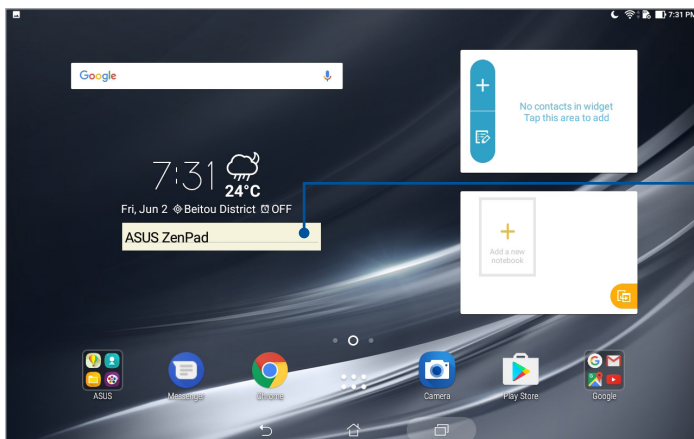 7:31 PM
Google
No contacts in widget
Tap this area to add
7:31
24°C
Fri, Jun 2 Beitou District OFF
ASUS ZenPad
Add a new
notebook
ASUS
Messenger
Chrome
Camera
Play Store
Google